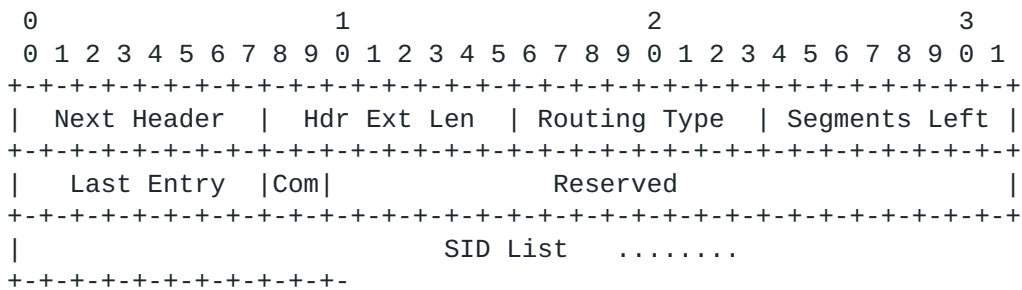 0                   1                   2                   3
 0 1 2 3 4 5 6 7 8 9 0 1 2 3 4 5 6 7 8 9 0 1 2 3 4 5 6 7 8 9 0 1
+-+-+-+-+-+-+-+-+-+-+-+-+-+-+-+-+-+-+-+-+-+-+-+-+-+-+-+-+-+-+-+-+
|  Next Header  |  Hdr Ext Len  | Routing Type  | Segments Left |
+-+-+-+-+-+-+-+-+-+-+-+-+-+-+-+-+-+-+-+-+-+-+-+-+-+-+-+-+-+-+-+-+
|   Last Entry  |Com|              Reserved                     |
+-+-+-+-+-+-+-+-+-+-+-+-+-+-+-+-+-+-+-+-+-+-+-+-+-+-+-+-+-+-+-+-+
|                           SID List   ........
+-+-+-+-+-+-+-+-+-+-+-